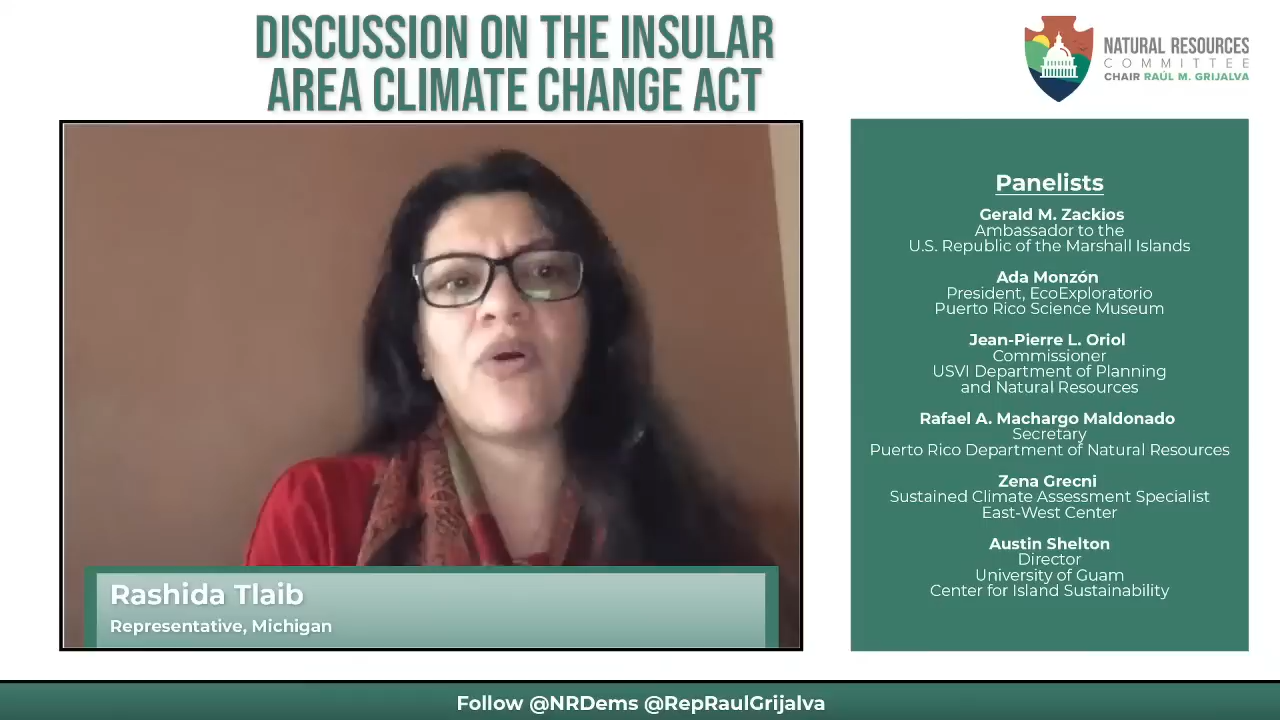 DISCUSSION ON THE INSULAR
AREA CLIMATE CHANGE ACT
NATURAL RESOURCES
COMMITTEE
CHAIR RAÚL M. GRIJALVA
Rashida Tlaib
Representative, Michigan
Panelists
Gerald M. Zackios
Ambassador to the
U.S. Republic of the Marshall Islands
Ada Monzón
President, EcoExploratorio
Puerto Rico Science Museum
Jean-Pierre L. Oriol
Commissioner
USVI Department of Planning
and Natural Resources
Rafael A. Machargo Maldonado
Secretary
Puerto Rico Department of Natural Resources
Zena Grecni
Sustained Climate Assessment Specialist
East-West Center
Austin Shelton
Director
University of Guam
Center for Island Sustainability
Follow @NRDems @RepRaulGrijalva